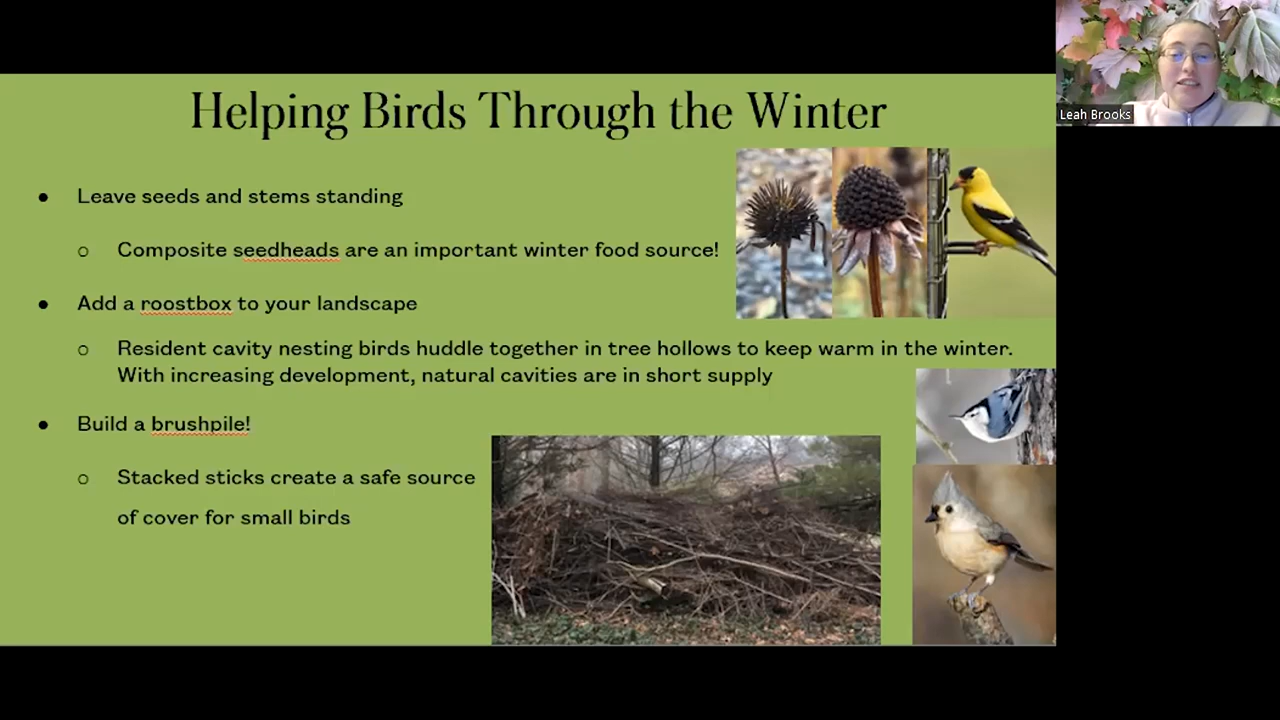 Helping Birds Through the Winter
Leah Brooks
● Leave seeds and stems standing
o Composite seedheads are an important winter food source!
● Add a roostbox to your landscape
o Resident cavity nesting birds huddle together in tree hollows to keep warm in the winter.
With increasing development, natural cavities are in short supply
● Build a brushpile!
o Stacked sticks create a safe source
of cover for small birds